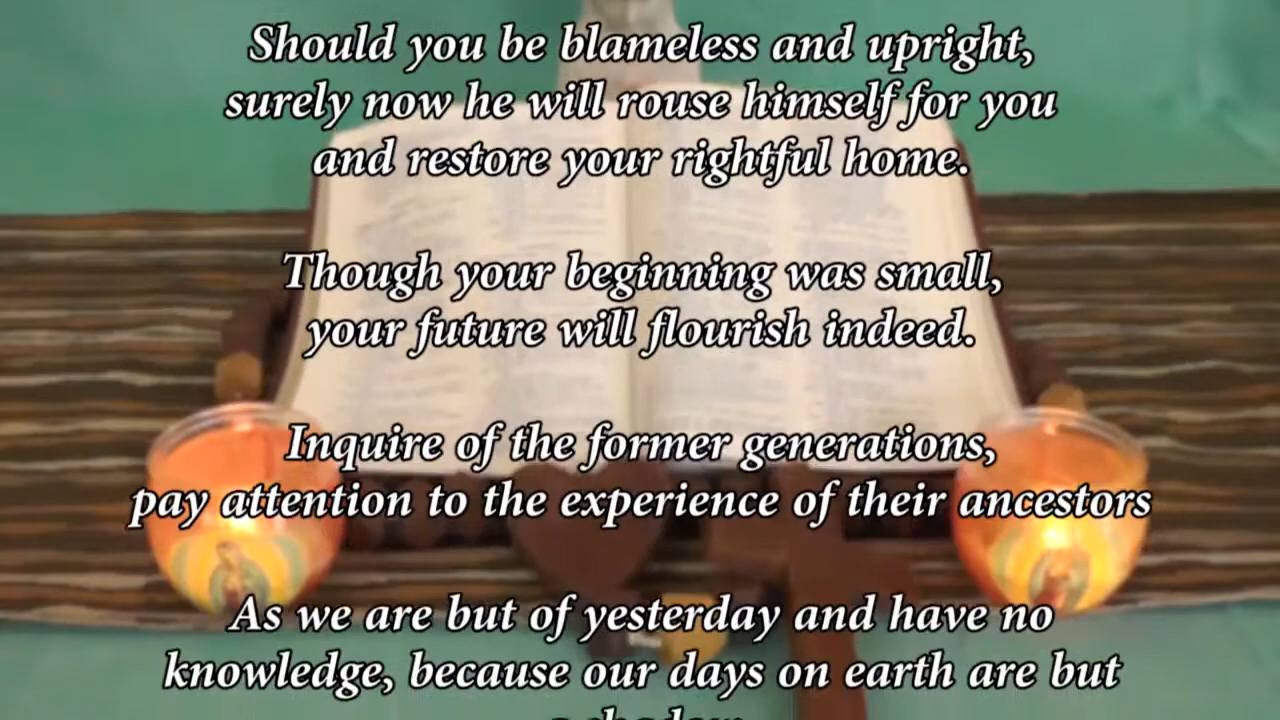 Should you be blameless and upright,
surely now he will rouse himself for you
and restore your rightful home.
Though your beginning was small,
your future will flourish indeed.
Inquire of the former generations,
pay attention to the experience of their ancestors
As we are but of yesterday and have no
knowledge, because our days on earth are but
a shadow